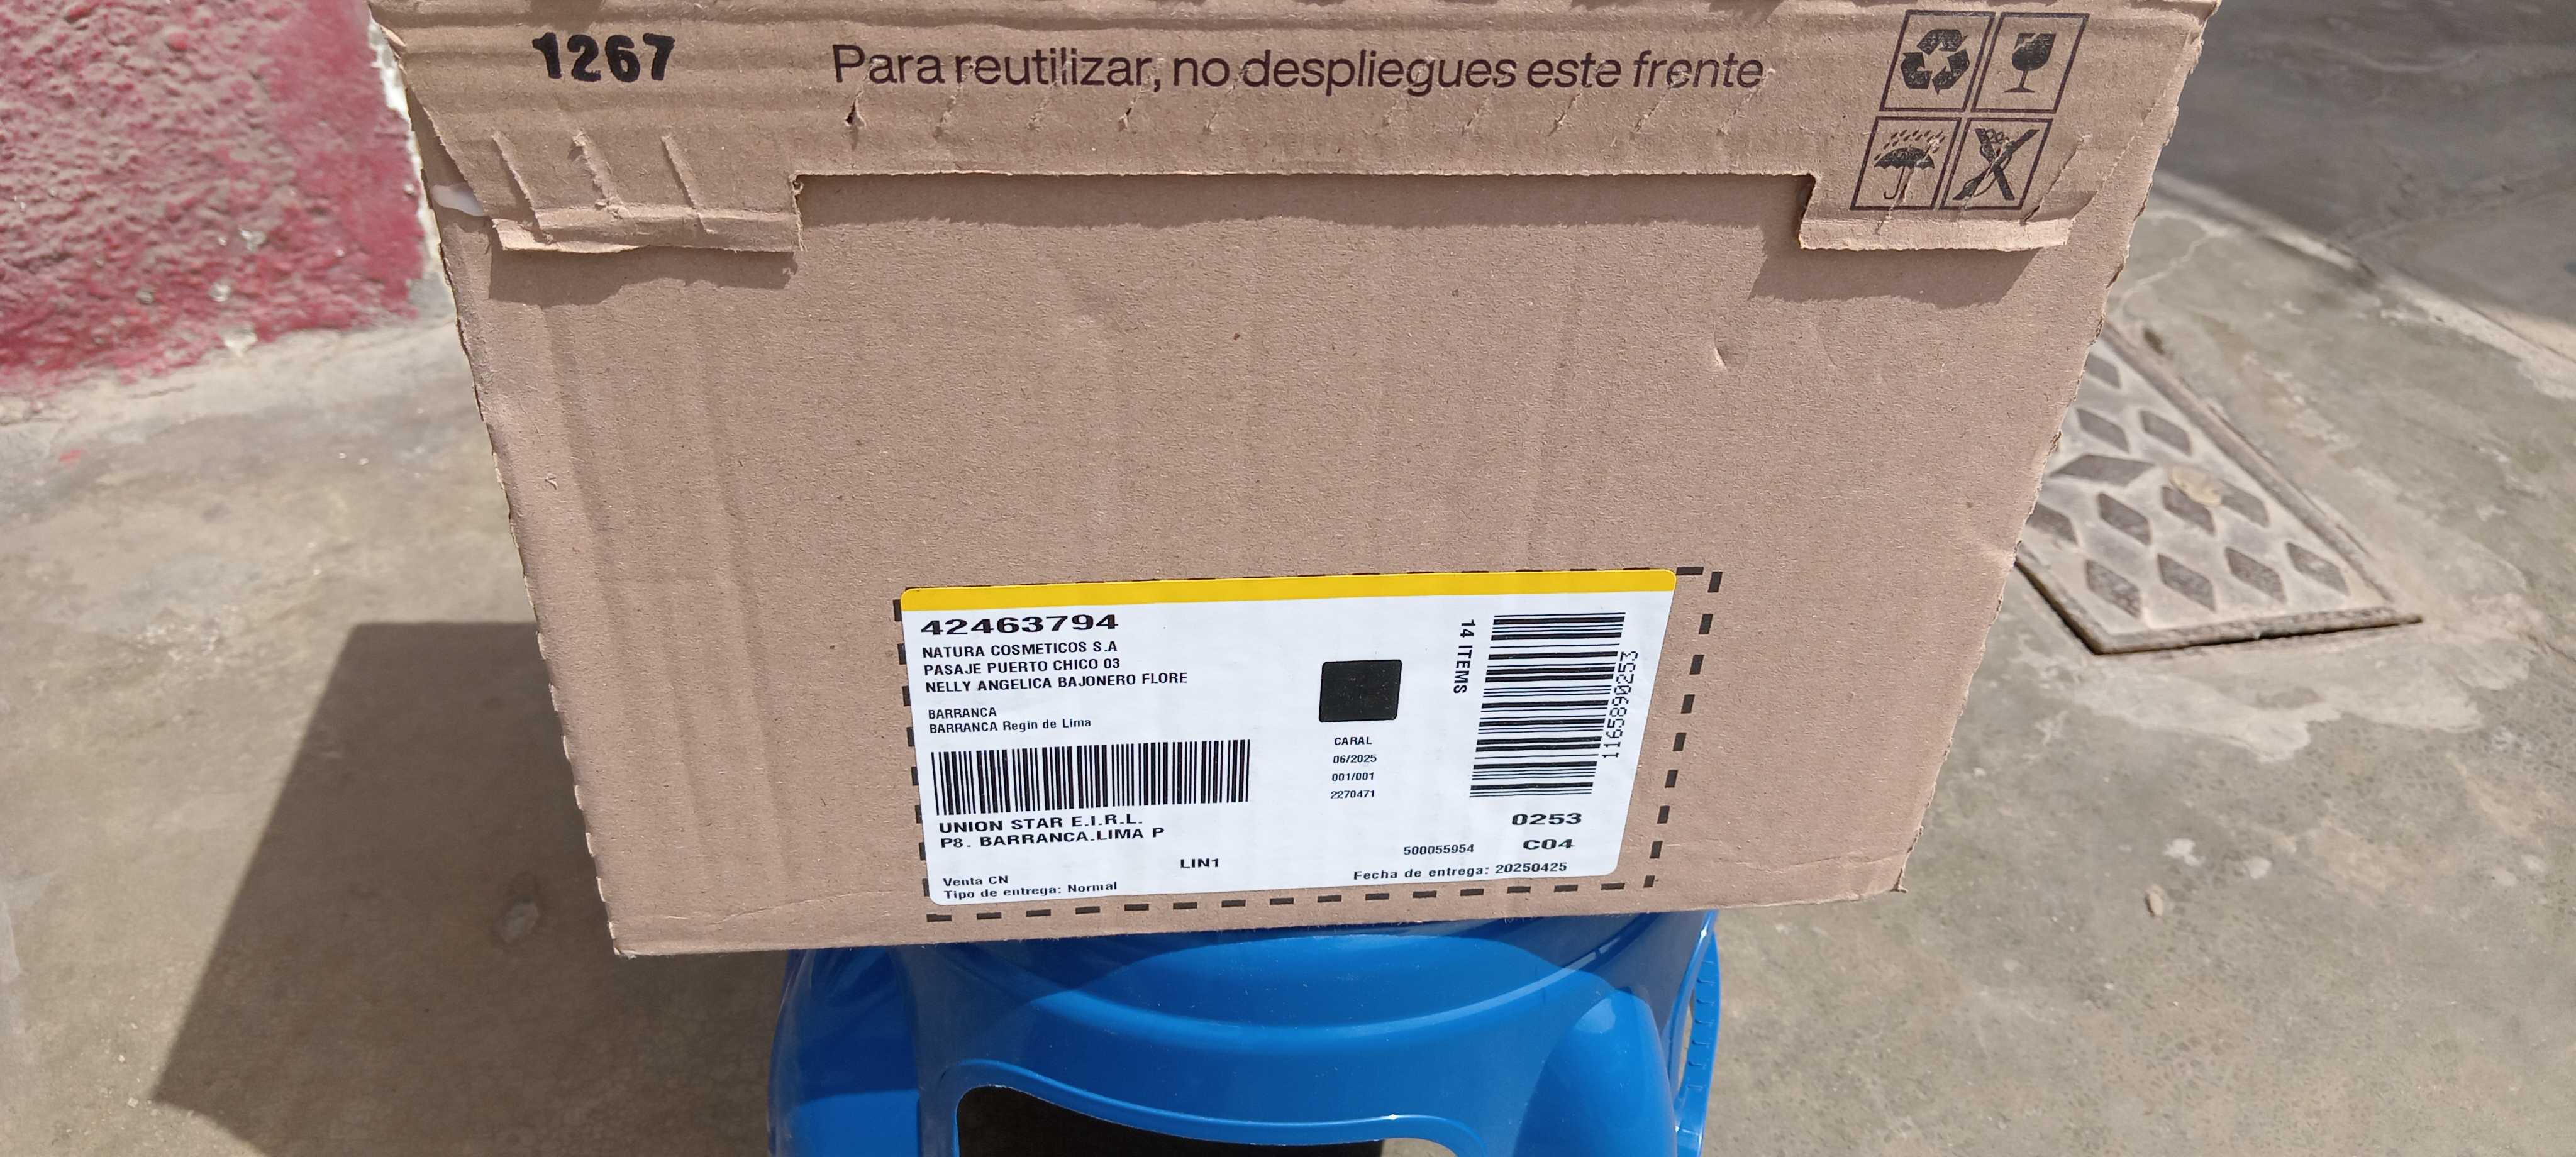 1267
Para reutilizar, no despliegues este frente
42463794
NATURA COSMETICOS S.A
PASAJE PUERTO CHICO 03
NELLY ANGELICA BAJONERO FLORE
BARRANCA
BARRANCA Regin de Lima
UNION STAR E.I.R.L.
P8. BARRANCA.LIMA P
LIN1
Venta CN
Tipo de entrega: Normal
CARAL
06/2025
001/001
2270471
14 ITEMS
1165890253
0253
500055954
C04
Fecha de entrega: 20250425